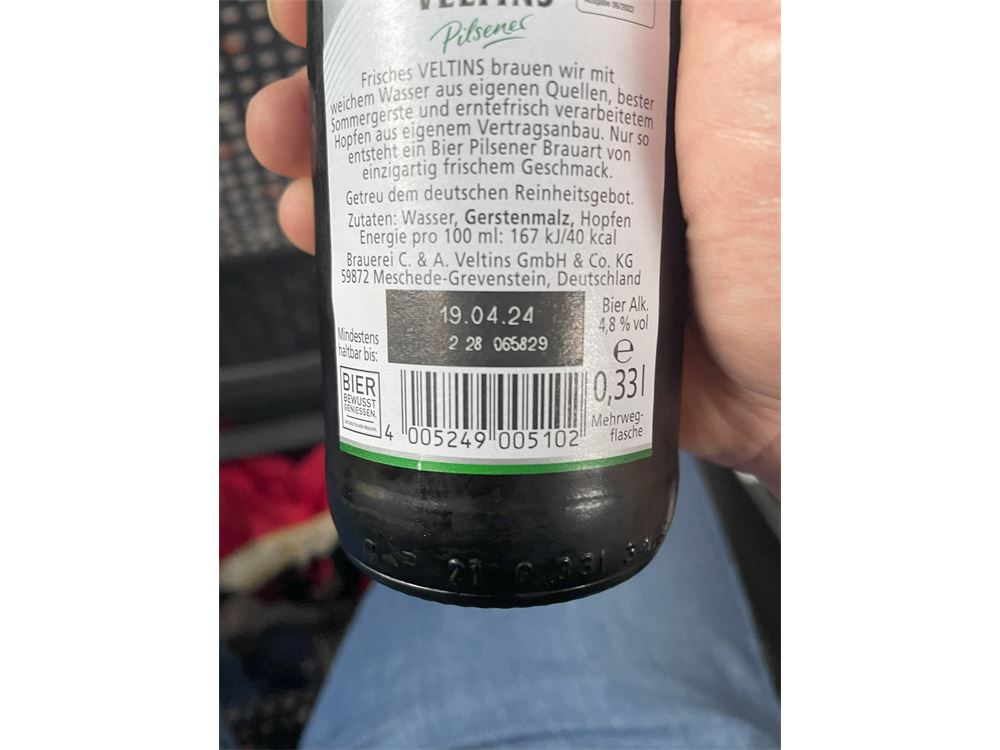 VELTINS
Pilsener
Frisches VELTINS brauen wir mit
weichem Wasser aus eigenen Quellen, bester
Sommergerste und erntefrisch verarbeitetem
Hopfen aus eigenem Vertragsanbau. Nur so
entsteht ein Bier Pilsener Brauart von
einzigartig frischem Geschmack.
Getreu dem deutschen Reinheitsgebot.
Zutaten: Wasser, Gerstenmalz, Hopfen
Energie pro 100 ml: 167 kJ/40 kcal
Brauerei C. & A. Veltins GmbH & Co. KG
59872 Meschede-Grevenstein, Deutschland
Mindestens
haltbar bis:
19.04.24
2 28 065829
Bier Alk.
4,8 % vol
e
0,33 l
Mehrweg-
flasche
BIER
BEWUSST
GENIESSEN.
4 005249 005102
0,33l